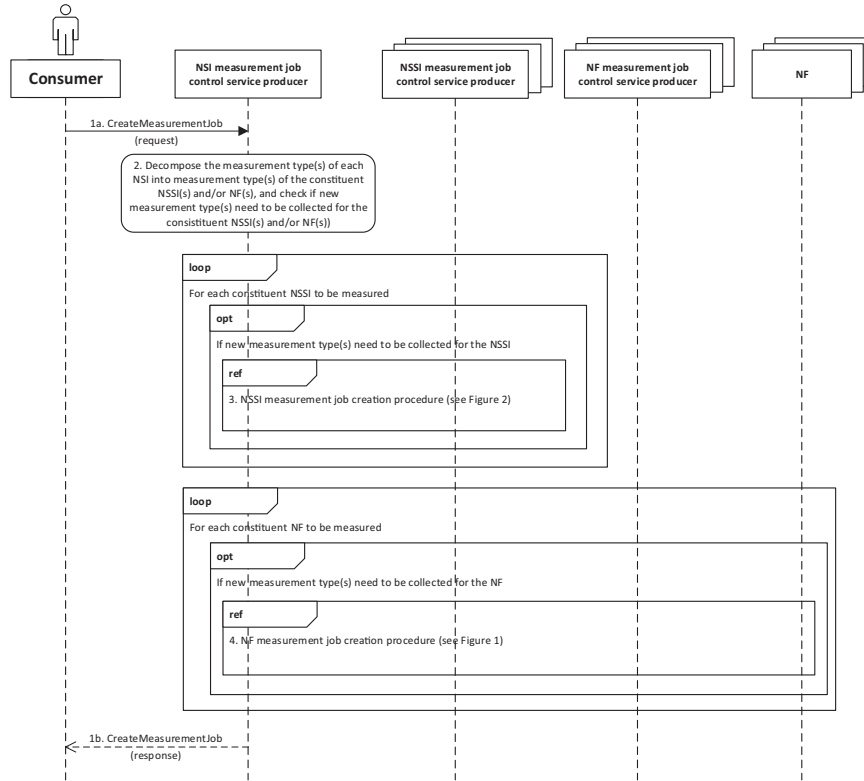 Consumer
NSI measurement job
control service producer
NSSI measurement job
control service producer
NF measurement job
control service producer
NF
1a. CreateMeasurementJob
(request)
2. Decompose the measurement type(s) of each
NSI into measurement type(s) of the constituent
NSSI(s) and/or NF(s), and check if new
measurement type(s) need to be collected for the
consistituent NSSI(s) and/or NF(s))
loop
For each constituent NSSI to be measured
opt
If new measurement type(s) need to be collected for the NSSI
ref
3. NSSI measurement job creation procedure (see Figure 2)
loop
For each constituent NF to be measured
opt
If new measurement type(s) need to be collected for the NF
ref
4. NF measurement job creation procedure (see Figure 1)
1b. CreateMeasurementJob
(response)